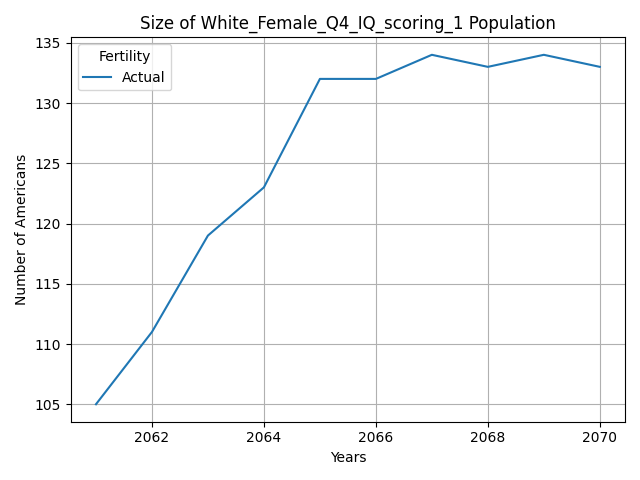 Size of White_Female_Q4_IQ_scoring_1 Population
Fertility
Actual
Number of Americans
135
130
125
120
115
110
105
2062 2064 2066 2068 2070
Years